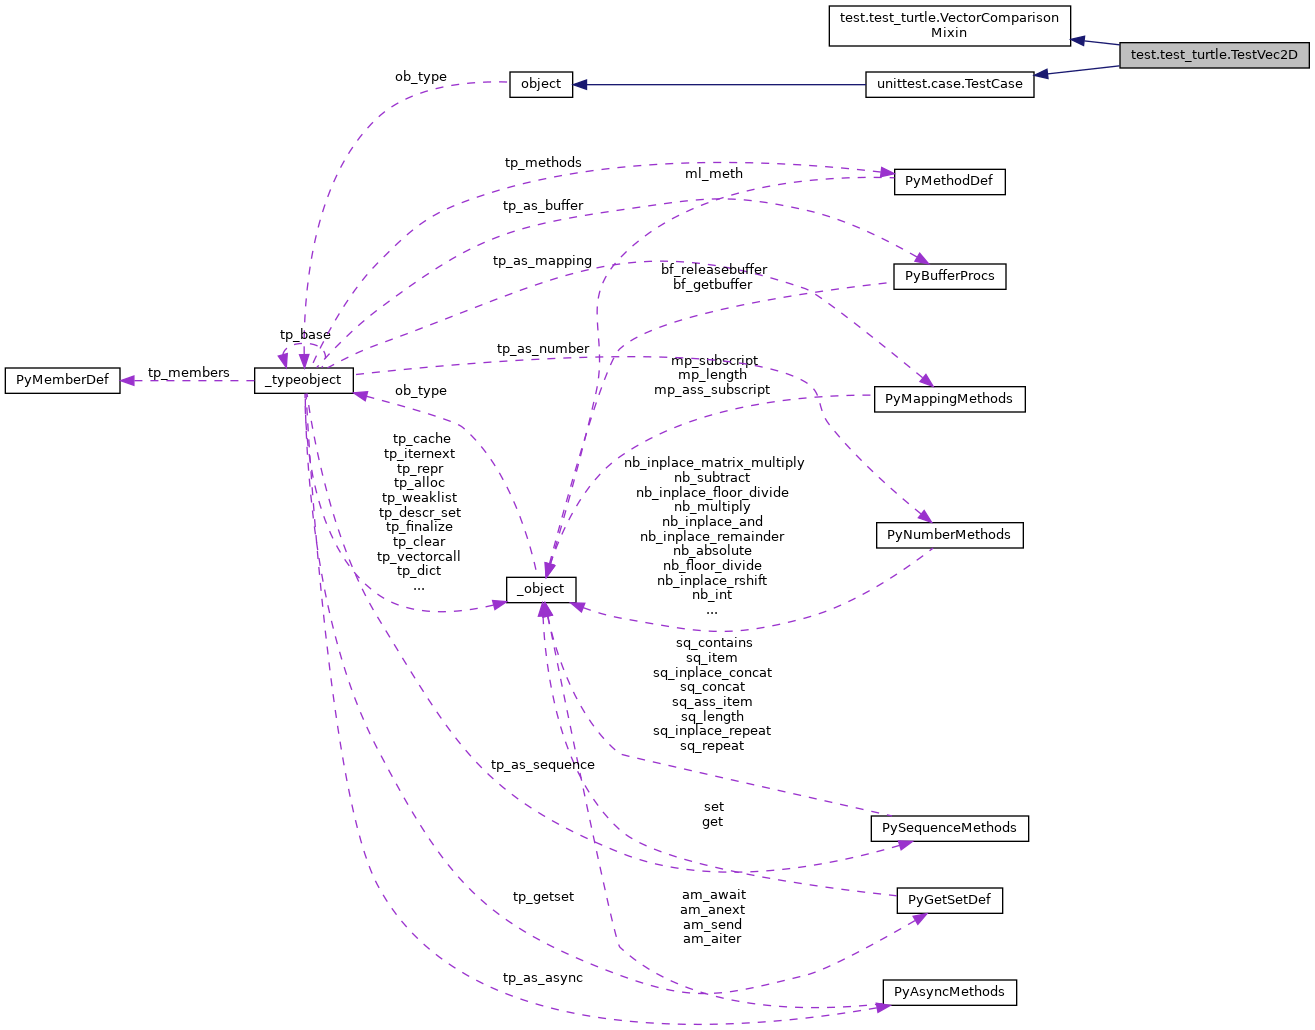 test.test_turtle.VectorComparison
Mixin
test.test_turtle.TestVec2D
ob_type
object
unittest.case.TestCase
tp_methods
ml_meth
PyMethodDef
tp_as_buffer
tp_as_mapping
bf_releasebuffer
bf_getbuffer
PyBufferProcs
tp_base
tp_as_number
PyMemberDef
tp_members
_typeobject
ob_type
mp_subscript
mp_length
mp_ass_subscript
PyMappingMethods
tp_cache
tp_iternext
tp_repr
tp_alloc
tp_weaklist
tp_descr_set
tp_finalize
tp_clear
tp_vectorcall
tp_dict
...
nb_inplace_matrix_multiply
nb_subtract
nb_inplace_floor_divide
nb_multiply
nb_inplace_and
nb_inplace_remainder
nb_absolute
nb_floor_divide
nb_inplace_rshift
nb_int
...
PyNumberMethods
_object
sq_contains
sq_item
sq_inplace_concat
sq_concat
sq_ass_item
sq_length
sq_inplace_repeat
sq_repeat
tp_as_sequence
set
get
PySequenceMethods
tp_getset
am_await
am_anext
am_send
am_aiter
PyGetSetDef
tp_as_async
PyAsyncMethods